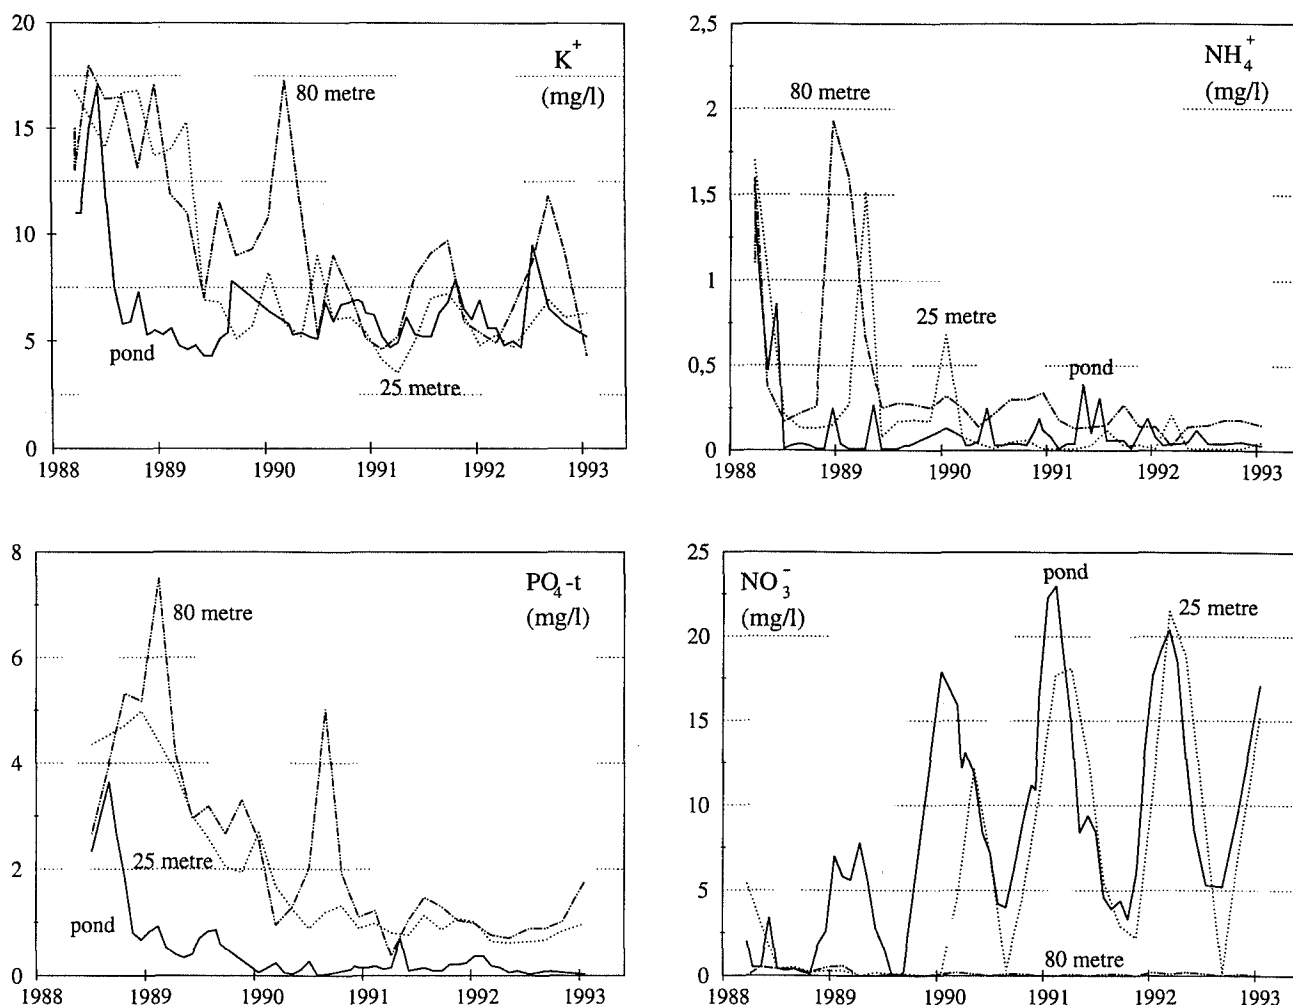 20
15
10
5
0
K+
(mg/l)
80 metre
pond
25 metre
1988 1989 1990 1991 1992 1993
2,5
2
1,5
1
0,5
0
NH4+
(mg/l)
80 metre
25 metre
pond
1988 1989 1990 1991 1992 1993
8
6
4
2
0
PO4-t
(mg/l)
80 metre
25 metre
pond
1988 1989 1990 1991 1992 1993
25
20
15
10
5
0
NO3-
(mg/l)
pond
25 metre
80 metre
1988 1989 1990 1991 1992 1993